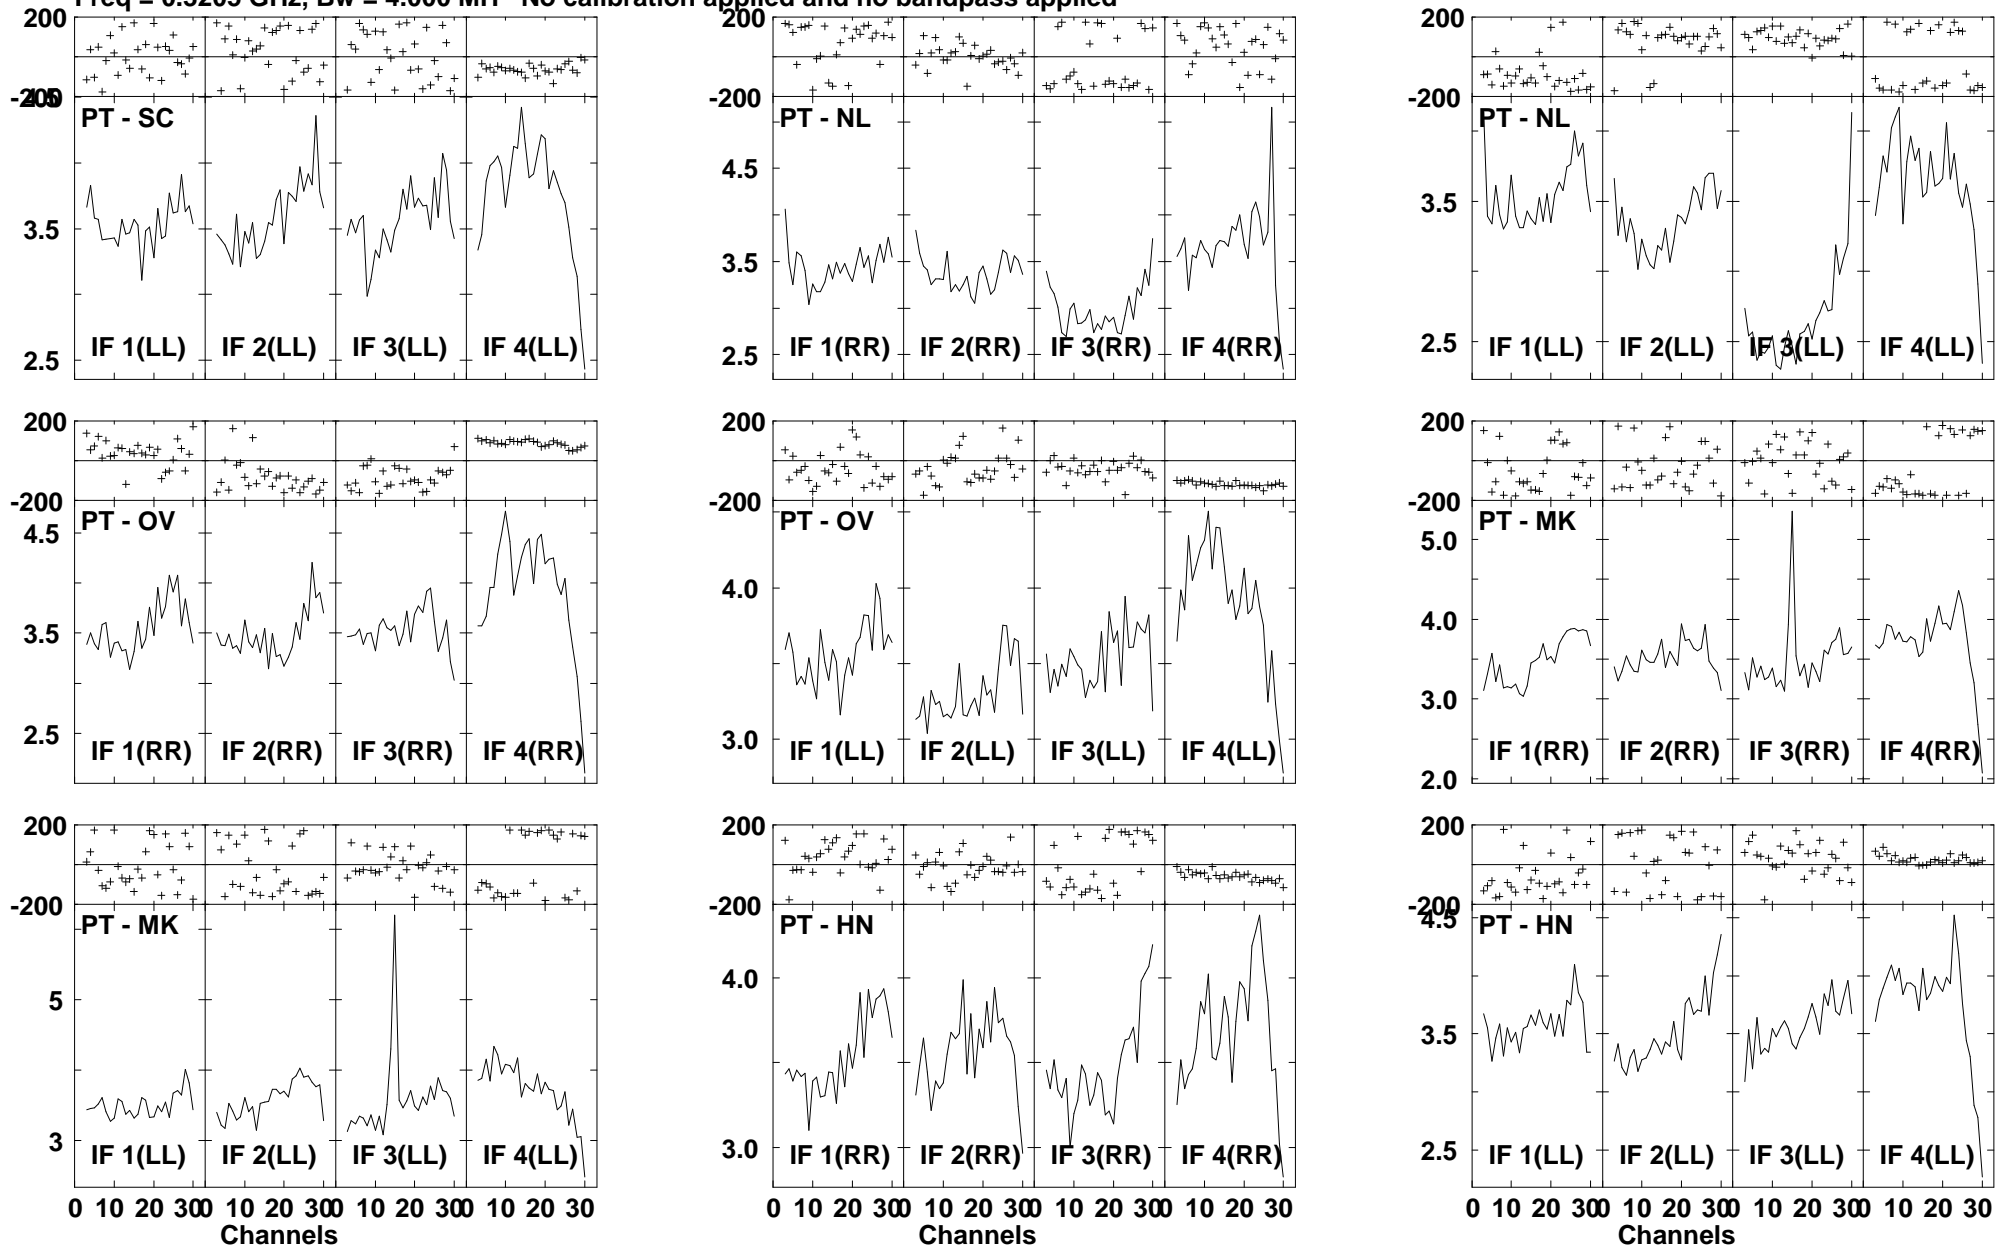 Freq = 0.3265 GHz, Bw = 4.000 MH No calibration applied and no bandpass applied
200
-200
4.5
PT - SC
3.5
2.5
IF 1(LL) IF 2(LL) IF 3(LL) IF 4(LL)
200
-200
PT - NL
4.5
3.5
2.5
IF 1(RR) IF 2(RR) IF 3(RR) IF 4(RR)
200
-200
PT - NL
3.5
2.5
IF 1(LL) IF 2(LL) IF 3(LL) IF 4(LL)
200
-200
PT - OV
4.5
3.5
2.5
IF 1(RR) IF 2(RR) IF 3(RR) IF 4(RR)
200
-200
PT - OV
4.0
3.0
IF 1(LL) IF 2(LL) IF 3(LL) IF 4(LL)
200
-200
PT - MK
5.0
4.0
3.0
2.0
IF 1(RR) IF 2(RR) IF 3(RR) IF 4(RR)
200
-200
PT - MK
5
3
IF 1(LL) IF 2(LL) IF 3(LL) IF 4(LL)
0 10 20 30 0 10 20 30 0 10 20 30 0 10 20 30
Channels
200
-200
PT - HN
4.0
3.0
IF 1(RR) IF 2(RR) IF 3(RR) IF 4(RR)
0 10 20 30 0 10 20 30 0 10 20 30 0 10 20 30
Channels
200
-200
4.5
PT - HN
3.5
2.5
IF 1(LL) IF 2(LL) IF 3(LL) IF 4(LL)
0 10 20 30 0 10 20 30 0 10 20 30 0 10 20 30
Channels